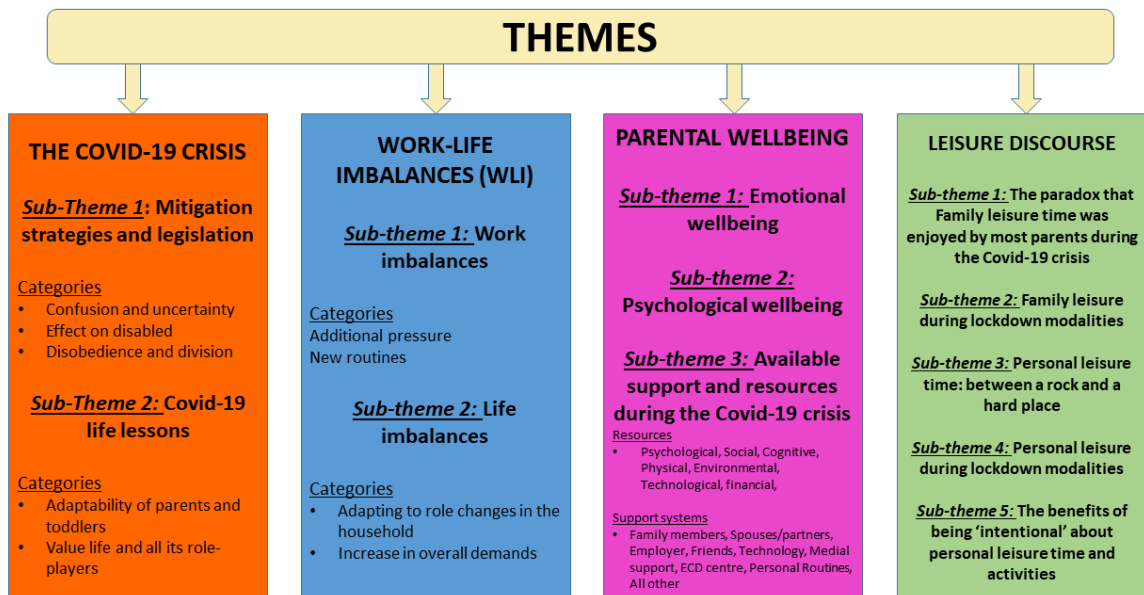 THEMES
THE COVID-19 CRISIS
Sub-Theme 1: Mitigation
strategies and legislation
Categories
• Confusion and uncertainty
• Effect on disabled
• Disobedience and division
Sub-Theme 2: Covid-19
life lessons
Categories
• Adaptability of parents and
toddlers
• Value life and all its role-
players
WORK-LIFE
IMBALANCES (WLI)
Sub-theme 1: Work
imbalances
Categories
Additional pressure
New routines
Sub-theme 2: Life
imbalances
Categories
• Adapting to role changes in the
household
• Increase in overall demands
PARENTAL WELLBEING
Sub-theme 1: Emotional
wellbeing
Sub-theme 2:
Psychological wellbeing
Sub-theme 3: Available
support and resources
during the Covid-19 crisis
Resources
• Psychological, Social, Cognitive,
Physical, Environmental,
Technological, financial,
Support systems
• Family members, Spouses/partners,
Employer, Friends, Technology, Medial
support, ECD centre, Personal Routines,
All other
LEISURE DISCOURSE
Sub-theme 1: The paradox that
Family leisure time was
enjoyed by most parents during
the Covid-19 crisis
Sub-theme 2: Family leisure
during lockdown modalities
Sub-theme 3: Personal leisure
time: between a rock and a
hard place
Sub-theme 4: Personal leisure
during lockdown modalities
Sub-theme 5: The benefits of
being ‘intentional’ about
personal leisure time and
activities